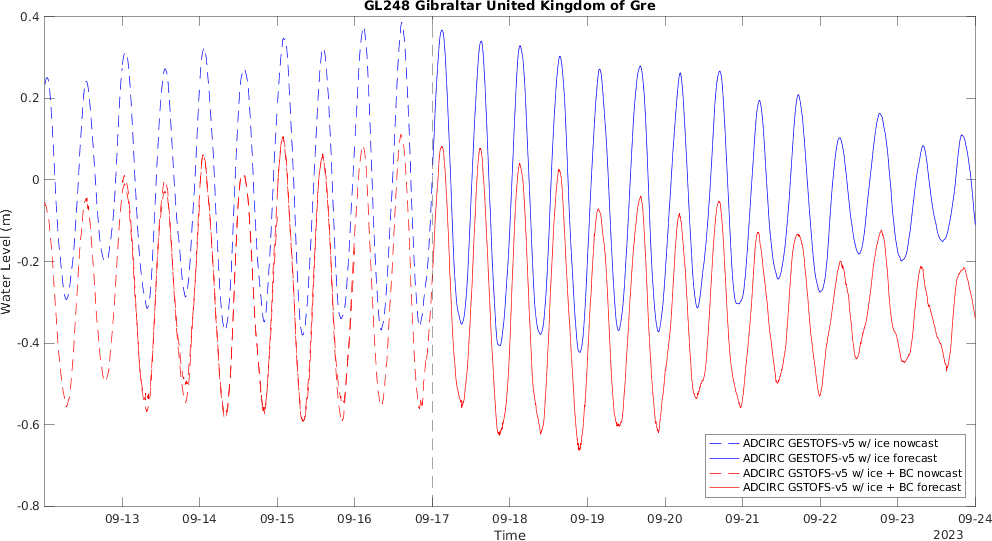 GL248 Gibraltar United Kingdom of Gre
0.4
0.2
0
-0.2
-0.4
-0.6
-0.8
Water Level (m)
09-13 09-14 09-15 09-16 09-17 09-18 09-19 09-20 09-21 09-22 09-23 09-24
Time
2023
ADCIRC GESTOFS-v5 w/ ice nowcast
ADCIRC GESTOFS-v5 w/ ice forecast
ADCIRC GSTOFS-v5 w/ ice + BC nowcast
ADCIRC GSTOFS-v5 w/ ice + BC forecast